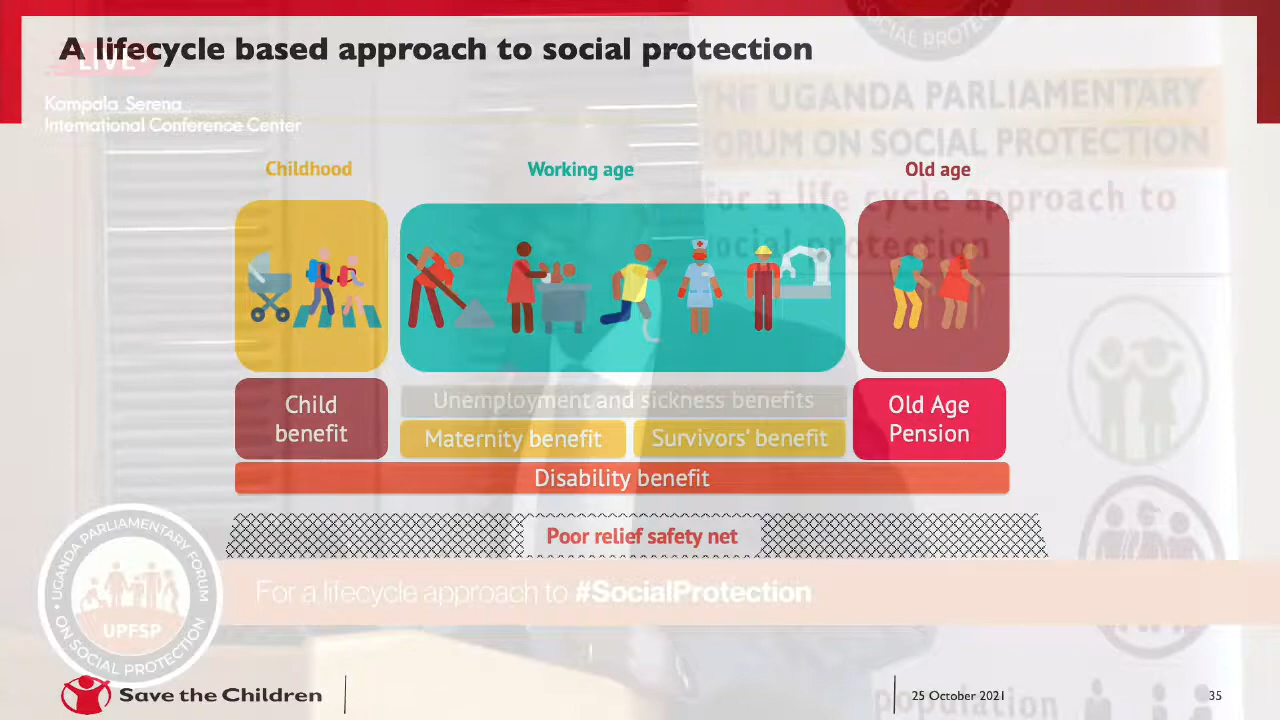 A lifecycle based approach to social protection
LIVE
SOCIAL PROTEC
Kampala Serena
International Conference Center
THE UGANDA PARLIAMENTARY
FORUM ON SOCIAL PROTECTION
For a life cycle approach to
social protection
Childhood
Working age
Old age
Child
benefit
Unemployment and sickness benefits
Maternity benefit
Survivors' benefit
Old Age
Pension
Disability benefit
Poor relief safety net
For a lifecycle approach to #SocialProtection
UGANDA PARLIAMENTARY FORUM
ON SOCIAL PROTECTION
UPFSP
Save the Children
25 October 2021
35
population